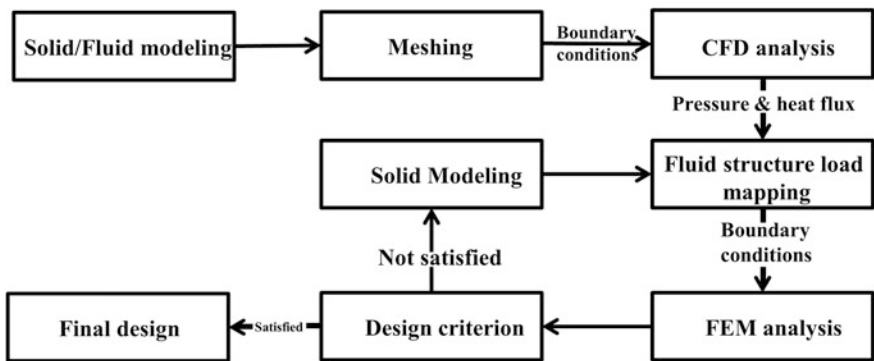 Solid/Fluid modeling
Meshing
Boundary
conditions
CFD analysis
Pressure & heat flux
Solid Modeling
Fluid structure load
mapping
Boundary
conditions
Not satisfied
Final design
Satisfied
Design criterion
FEM analysis